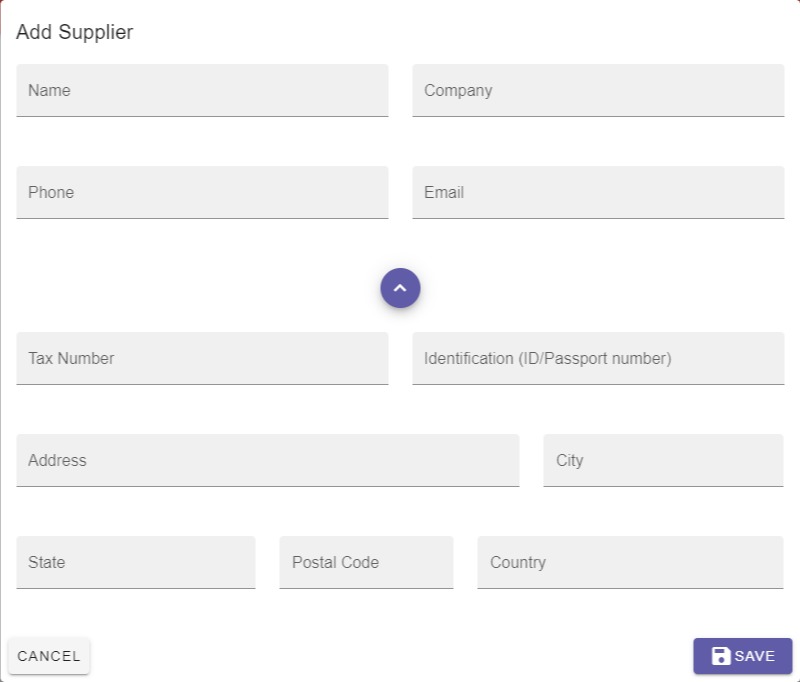 Add Supplier
Name Company
Phone Email
Tax Number Identification (ID/Passport number)
Address City
State Postal Code Country
CANCEL SAVE